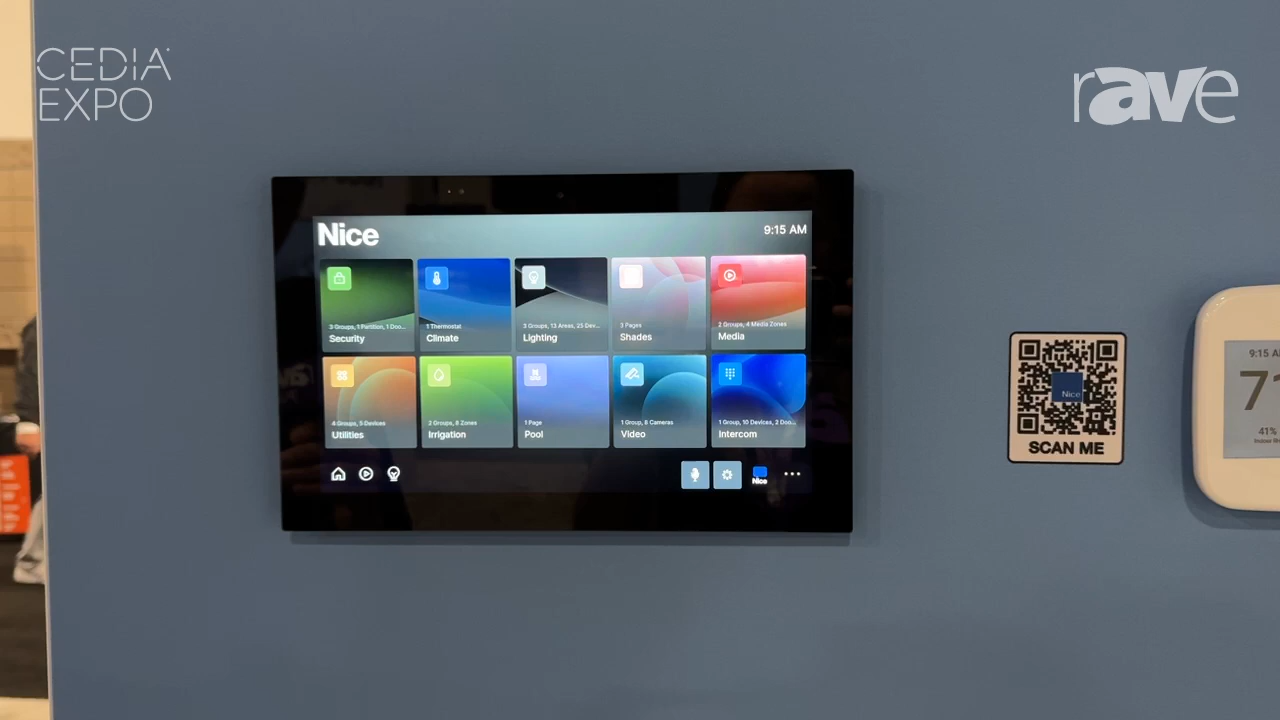 CEDIA
EXPO
rave
Nice
9:15 AM
3 Groups, 1 Partition, 1 Doo...
Security
1 Thermostat
Climate
3 Groups, 13 Areas, 25 Dev...
Lighting
3 Pages
Shades
2 Groups, 4 Media Zones
Media
4 Groups, 5 Devices
Utilities
2 Groups, 8 Zones
Irrigation
1 Page
Pool
1 Group, 8 Cameras
Video
1 Group, 10 Devices, 2 Doo...
Intercom
Nice
Nice
SCAN ME
9:15 A
7
41%